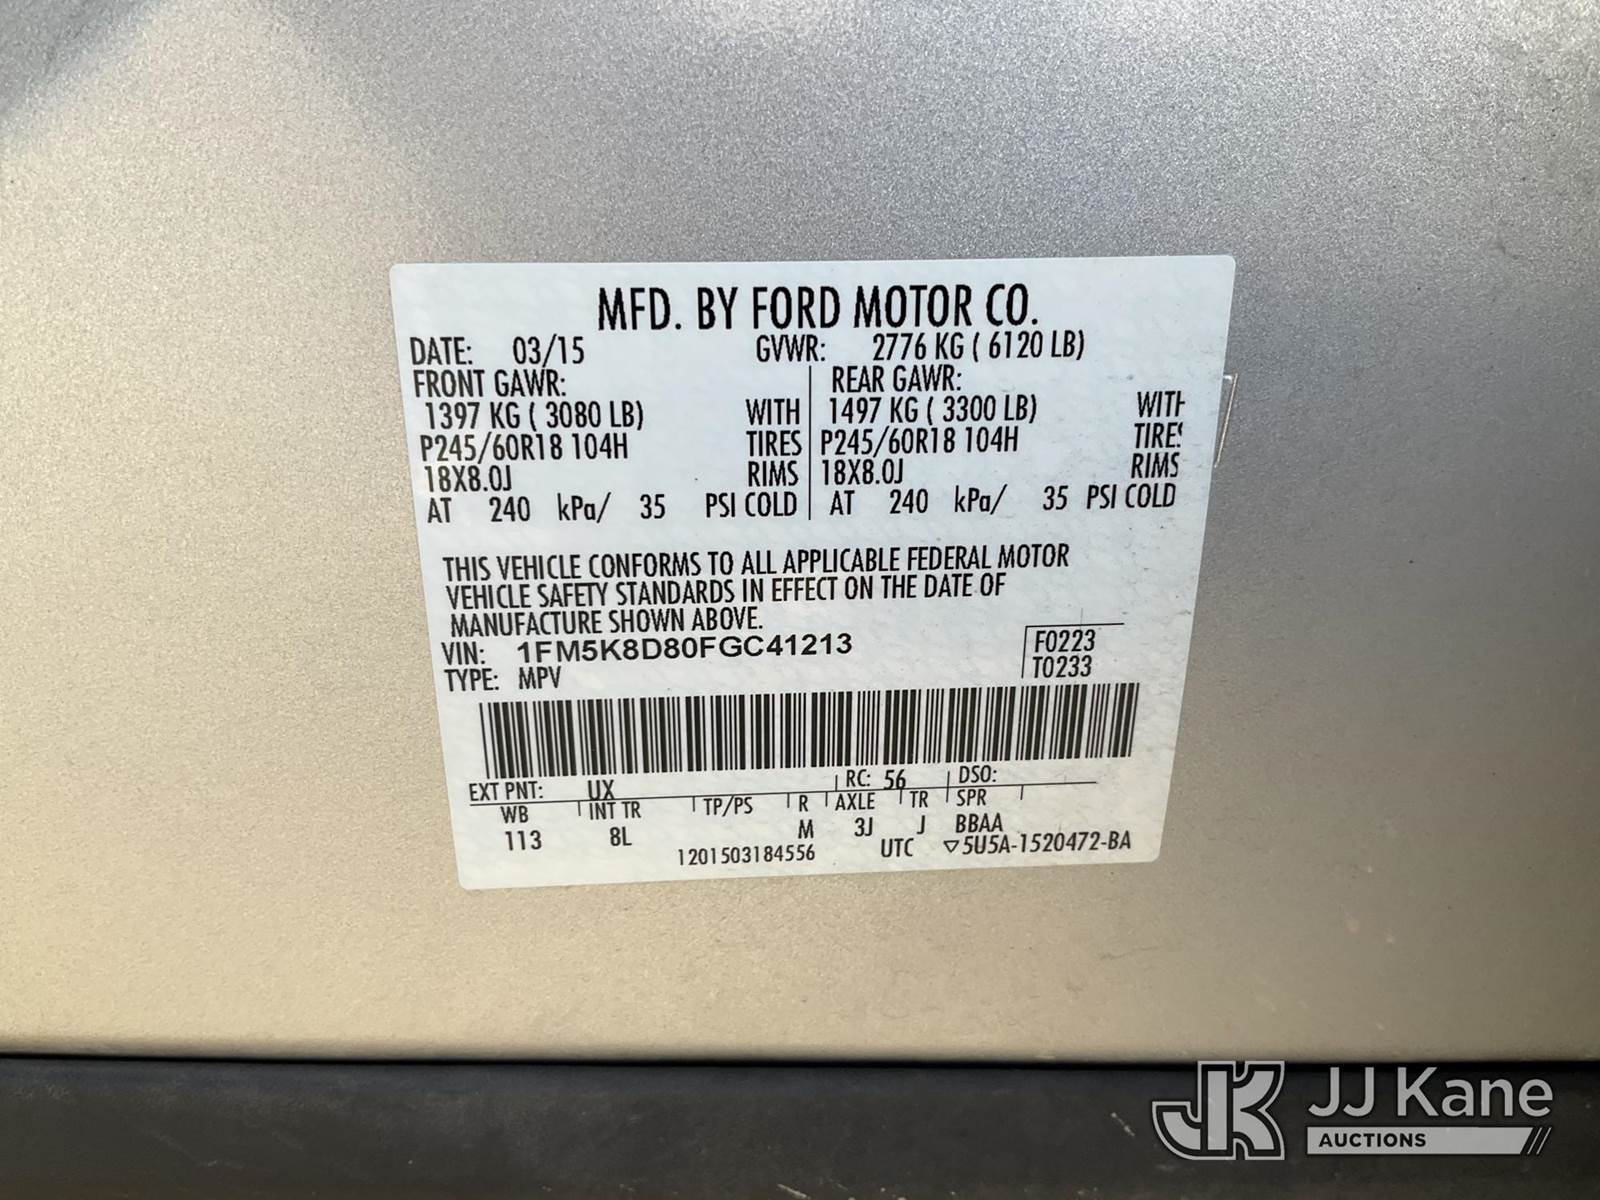 MFD. BY FORD MOTOR CO.
DATE: 03/15 GVWR: 2776 KG ( 6120 LB)
FRONT GAWR: REAR GAWR:
1397 KG ( 3080 LB) WITH 1497 KG ( 3300 LB) WITH
P245/60R18 104H TIRES P245/60R18 104H TIRES
18X8.0J RIMS 18X8.0J RIMS
AT 240 kPa/ 35 PSI COLD AT 240 kPa/ 35 PSI COLD
THIS VEHICLE CONFORMS TO ALL APPLICABLE FEDERAL MOTOR
VEHICLE SAFETY STANDARDS IN EFFECT ON THE DATE OF
MANUFACTURE SHOWN ABOVE.
VIN: 1FM5K8D80FGC41213 F0223
TYPE: MPV T0233
EXT PNT: UX RC: 56 DSO:
WB INT TR TP/PS R AXLE TR SPR
113 8L M 3J J BBAA
1201503184556 UTC ▽5U5A-1520472-BA
JK JJ Kane
AUCTIONS